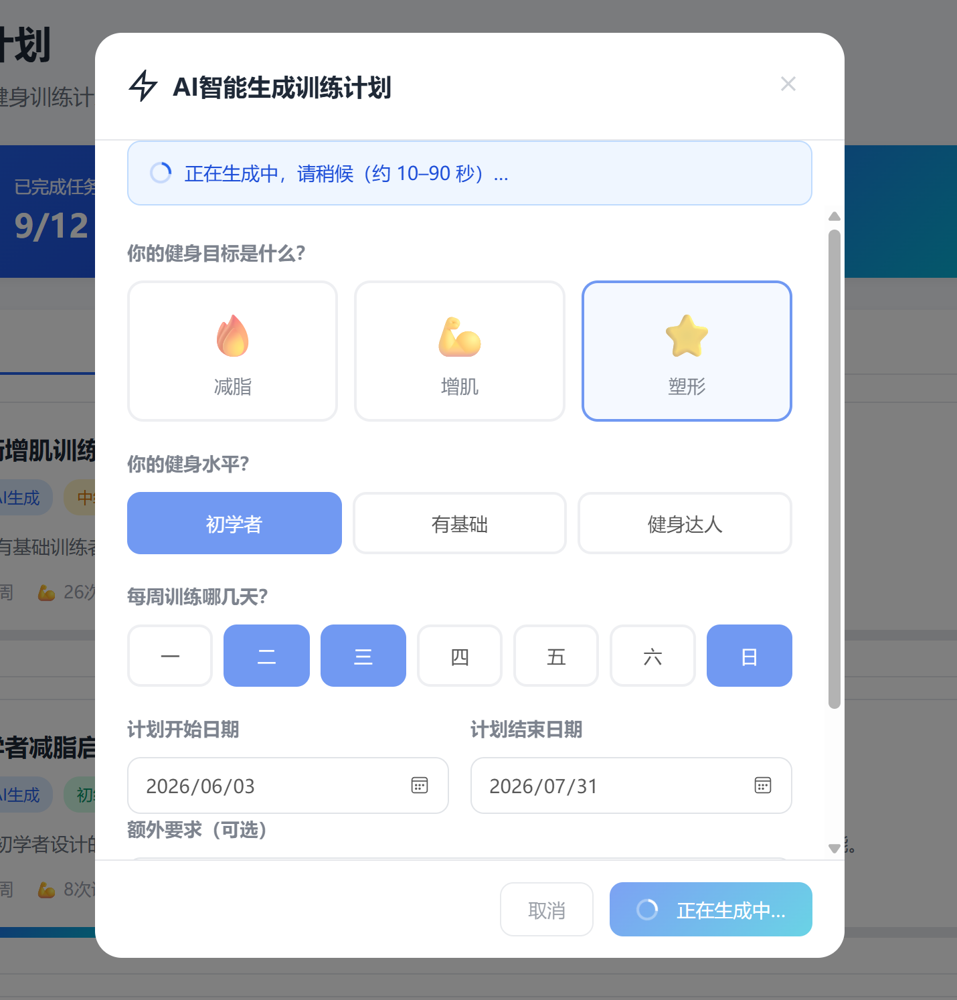 计划
健身训练计
AI智能生成训练计划
正在生成中，请稍候（约 10–90 秽）...
已完成任务
9/12
你的健身目标是什么？
减脂
增肌
塑形
增肌训练
你的健身水平？
AI生成
中
初学者
有基础
健身达人
有基础训练者
周
26次
每周训练哪几天？
一
二
三
四
五
六
日
计划开始日期
计划结束日期
学者减脂启
2026/06/03
2026/07/31
AI生成
初
额外要求（可选）
初学者设计的
能。
周
8次
取消
正在生成中...